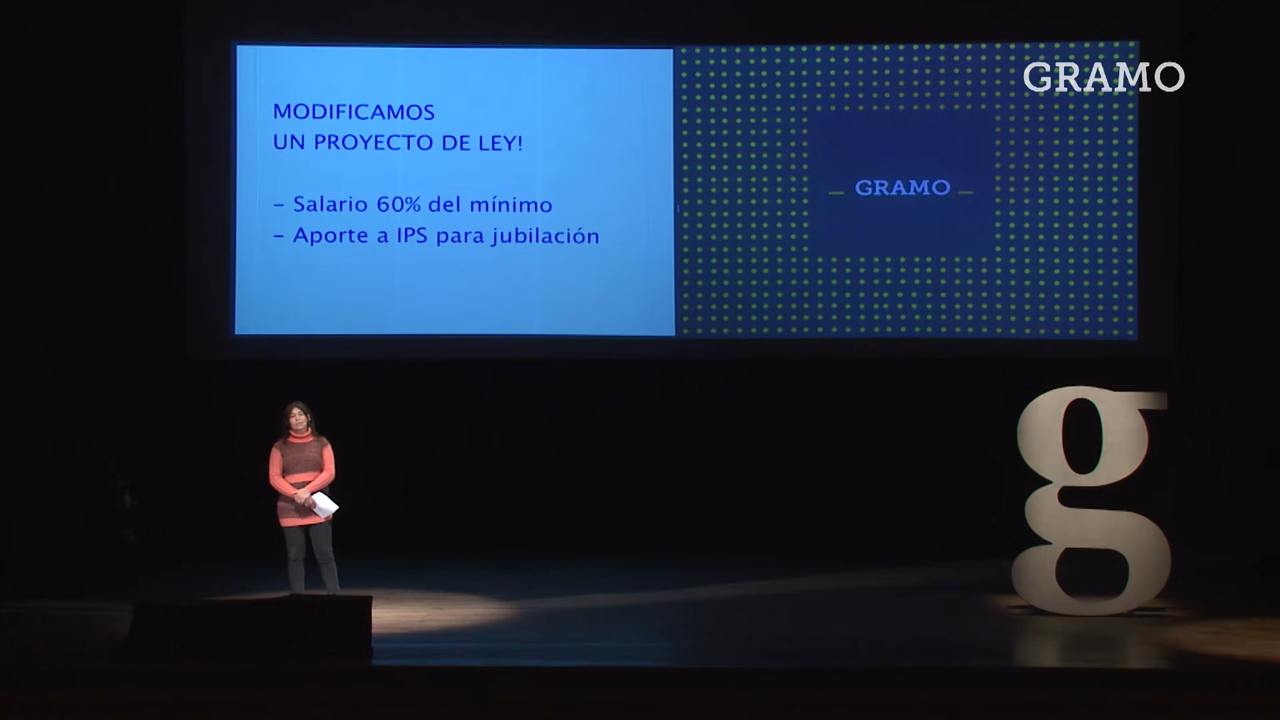 MODIFICAMOS
UN PROYECTO DE LEY!
– Salario 60% del mínimo
– Aporte a IPS para jubilación
GRAMO
GRAMO
g